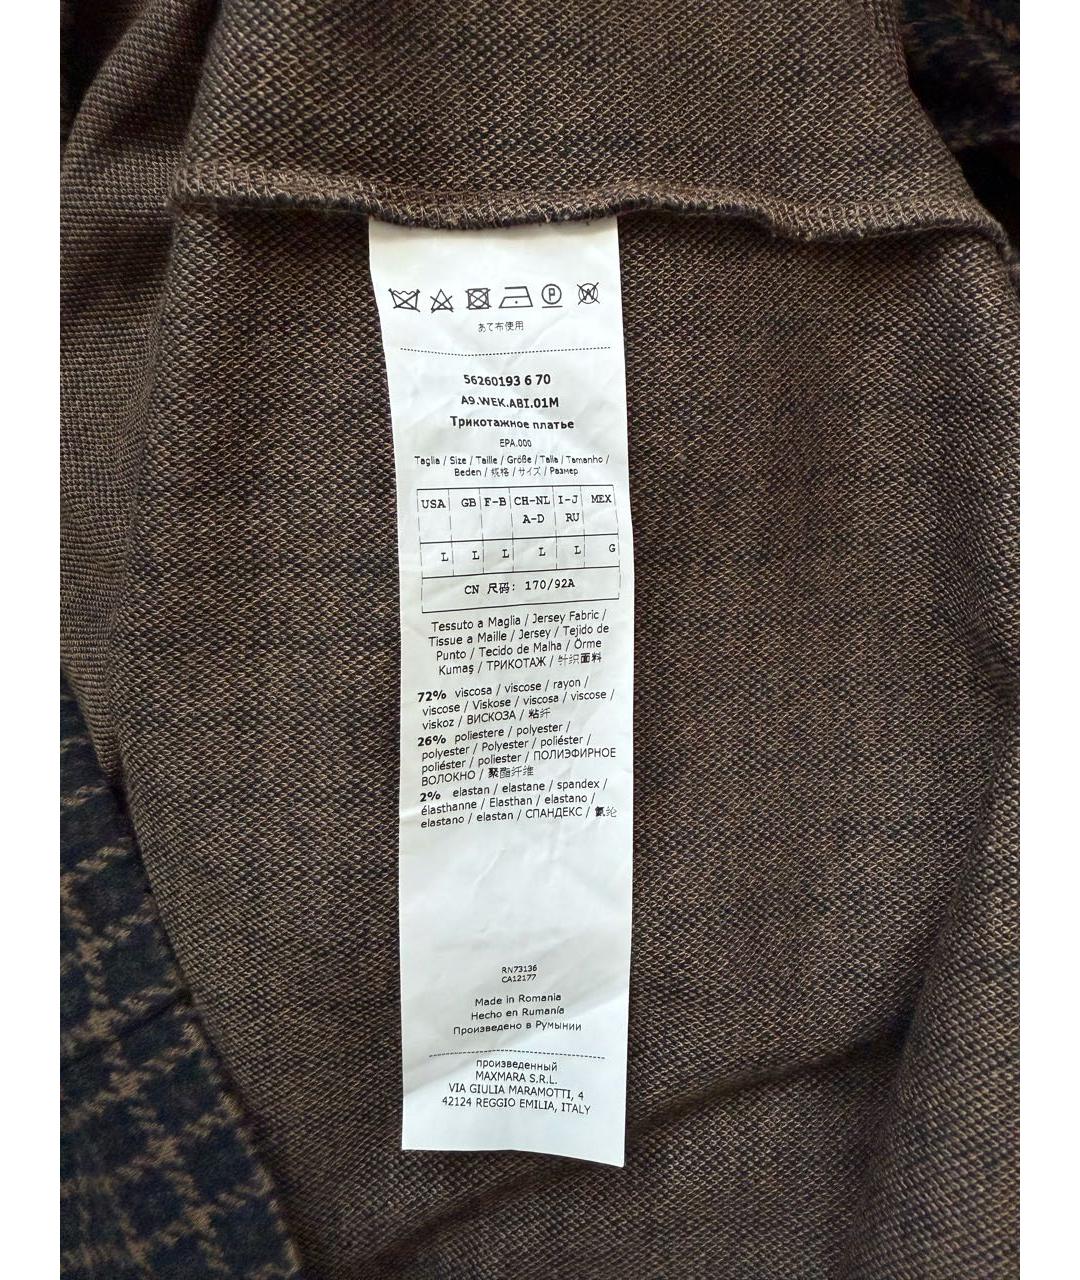 P W
あて布使用
56260193 6 70
A9.WEK.ABI.01M
Трикотажное платье
EPA.000
Taglia / Size / Taille / Größe / Talla / Tamanho /
Beden / 规格 / サイズ / Размер
USA GB F-B CH-NL I-J MEX
A-D RU
L L L L L G
CN 尺码: 170/92A
Tessuto a Maglia / Jersey Fabric /
Tissue a Maille / Jersey / Tejido de
Punto / Tecido de Malha / Örme
Kumaş / ТРИКОТАЖ / 针织面料
72% viscosa / viscose / rayon /
viscose / Viskose / viscosa / viscose /
viskoz / ВИСКОЗА / 粘纤
26% poliestere / polyester /
polyester / Polyester / poliéster /
poliéster / poliester / ПОЛИЭФИРНОЕ
ВОЛОКНО / 聚酯纤维
2% elastan / elastane / spandex /
élasthanne / Elasthan / elastano /
elastano / elastan / СПАНДЕКС / 氨纶
RN73136
CA12177
Made in Romania
Hecho en Rumanía
Произведено в Румынии
произведенный
MAXMARA S.R.L.
VIA GIULIA MARAMOTTI, 4
42124 REGGIO EMILIA, ITALY